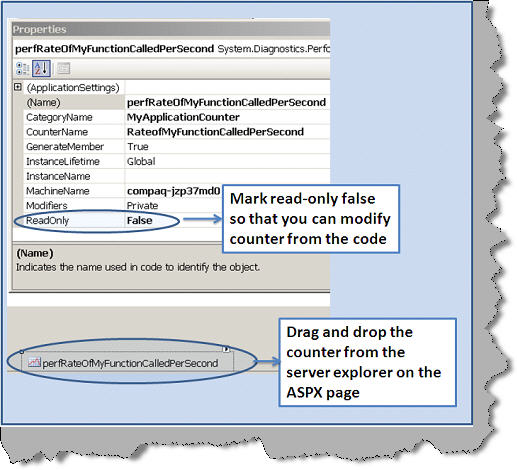 Properties
perfRateOfMyFunctionCalledPerSecond System.Diagnostics.Perfo
(ApplicationSettings)
(Name) perfRateOfMyFunctionCalledPerSecond
CategoryName MyApplicationCounter
CounterName RateofMyFunctionCalledPerSecond
GenerateMember True
InstanceLifetime Global
InstanceName
MachineName compaq-jzp37md0
Modifiers Private
ReadOnly False
Mark read-only false
so that you can modify
counter from the code
(Name)
Indicates the name used in code to identify the object.
perfRateOfMyFunctionCalledPerSecond
Drag and drop the
counter from the
server explorer on the
ASPX page